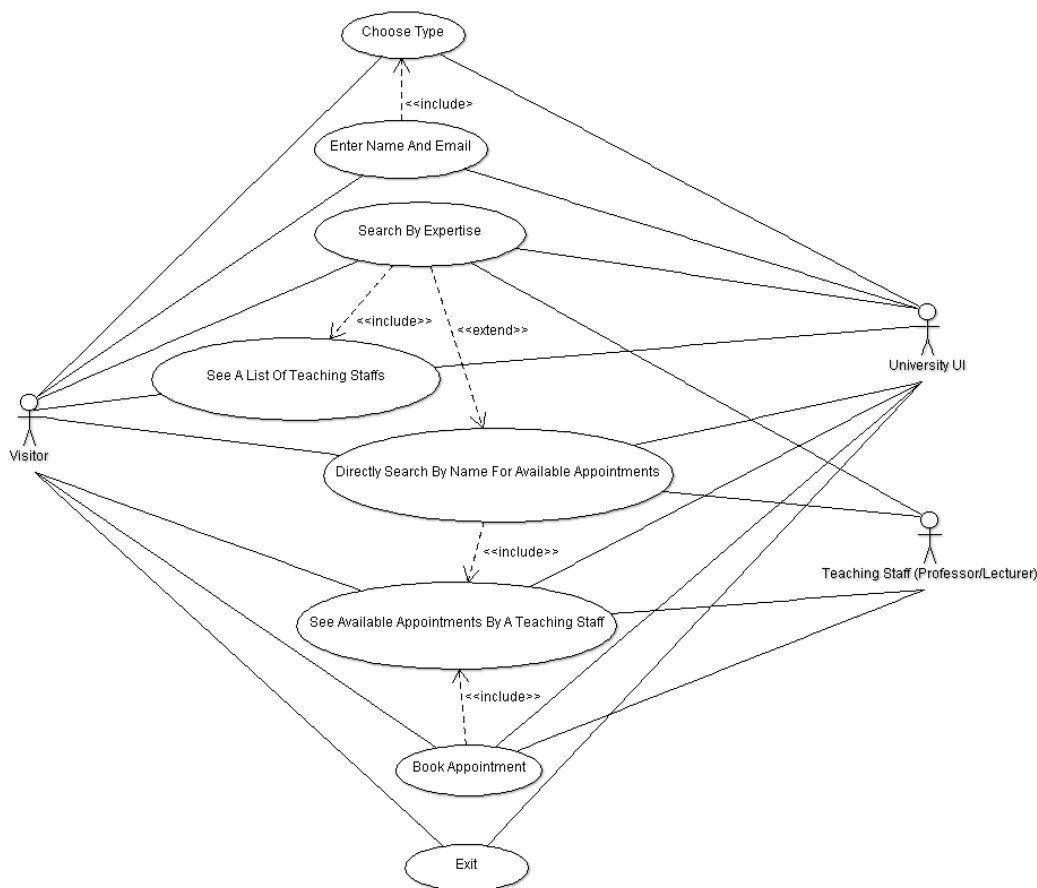 Choose Type
<<include>
Enter Name And Email
Search By Expertise
<<include>>
<<extend>>
See A List Of Teaching Staffs
University UI
Visitor
Directly Search By Name For Available Appointments
<<include>>
Teaching Staff (Professor/Lecturer)
See Available Appointments By A Teaching Staff
<<include>>
Book Appointment
Exit